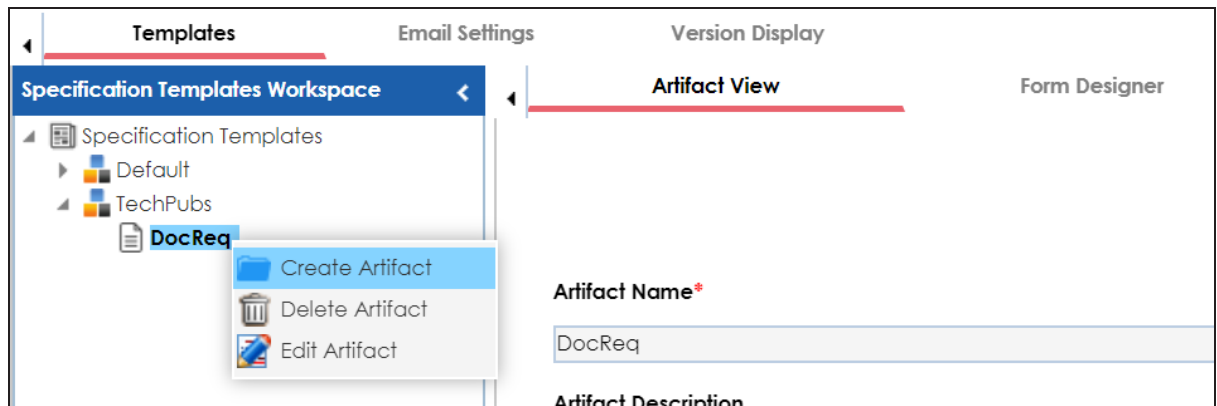 Templates Email Settings Version Display
Specification Templates Workspace
Artifact View Form Designer
Specification Templates
Default
TechPubs
DocReq
Create Artifact
Delete Artifact
Edit Artifact
Artifact Name*
DocReq
Artifact Description